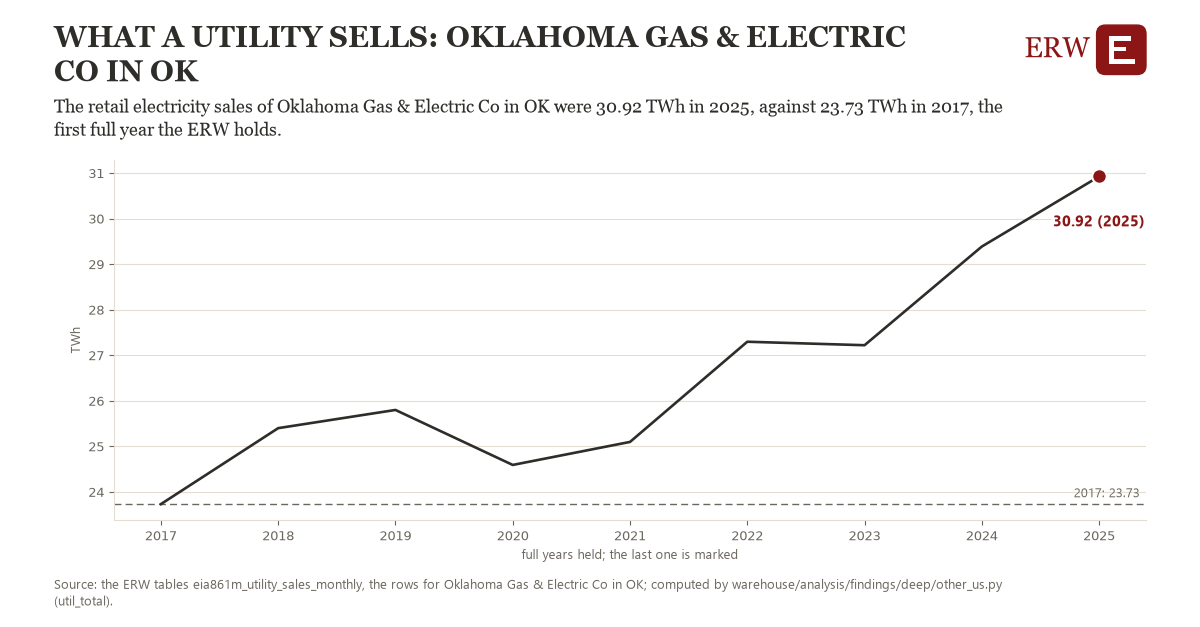 WHAT A UTILITY SELLS: OKLAHOMA GAS & ELECTRIC
CO IN OK
ERW E
The retail electricity sales of Oklahoma Gas & Electric Co in OK were 30.92 TWh in 2025, against 23.73 TWh in 2017, the
first full year the ERW holds.
31
30
29
28
27
26
25
24
TWh
30.92 (2025)
2017: 23.73
2017 2018 2019 2020 2021 2022 2023 2024 2025
full years held; the last one is marked
Source: the ERW tables eia861m_utility_sales_monthly, the rows for Oklahoma Gas & Electric Co in OK; computed by warehouse/analysis/findings/deep/other_us.py
(util_total).